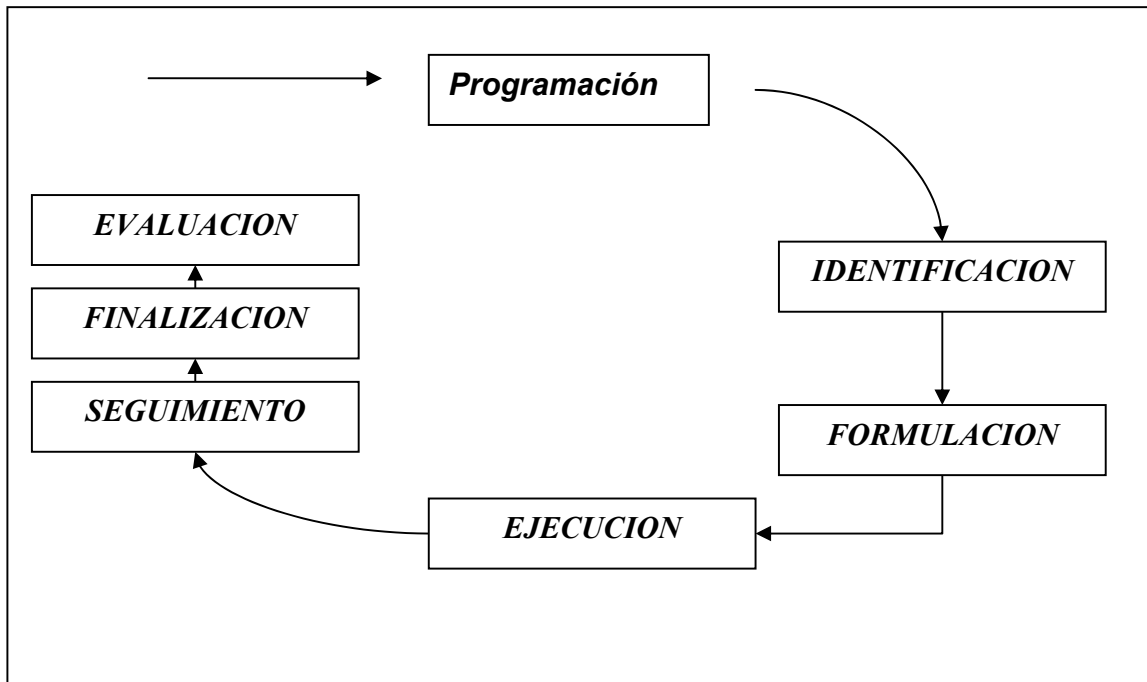 Programación
IDENTIFICACION
FORMULACION
EJECUCION
SEGUIMIENTO
FINALIZACION
EVALUACION